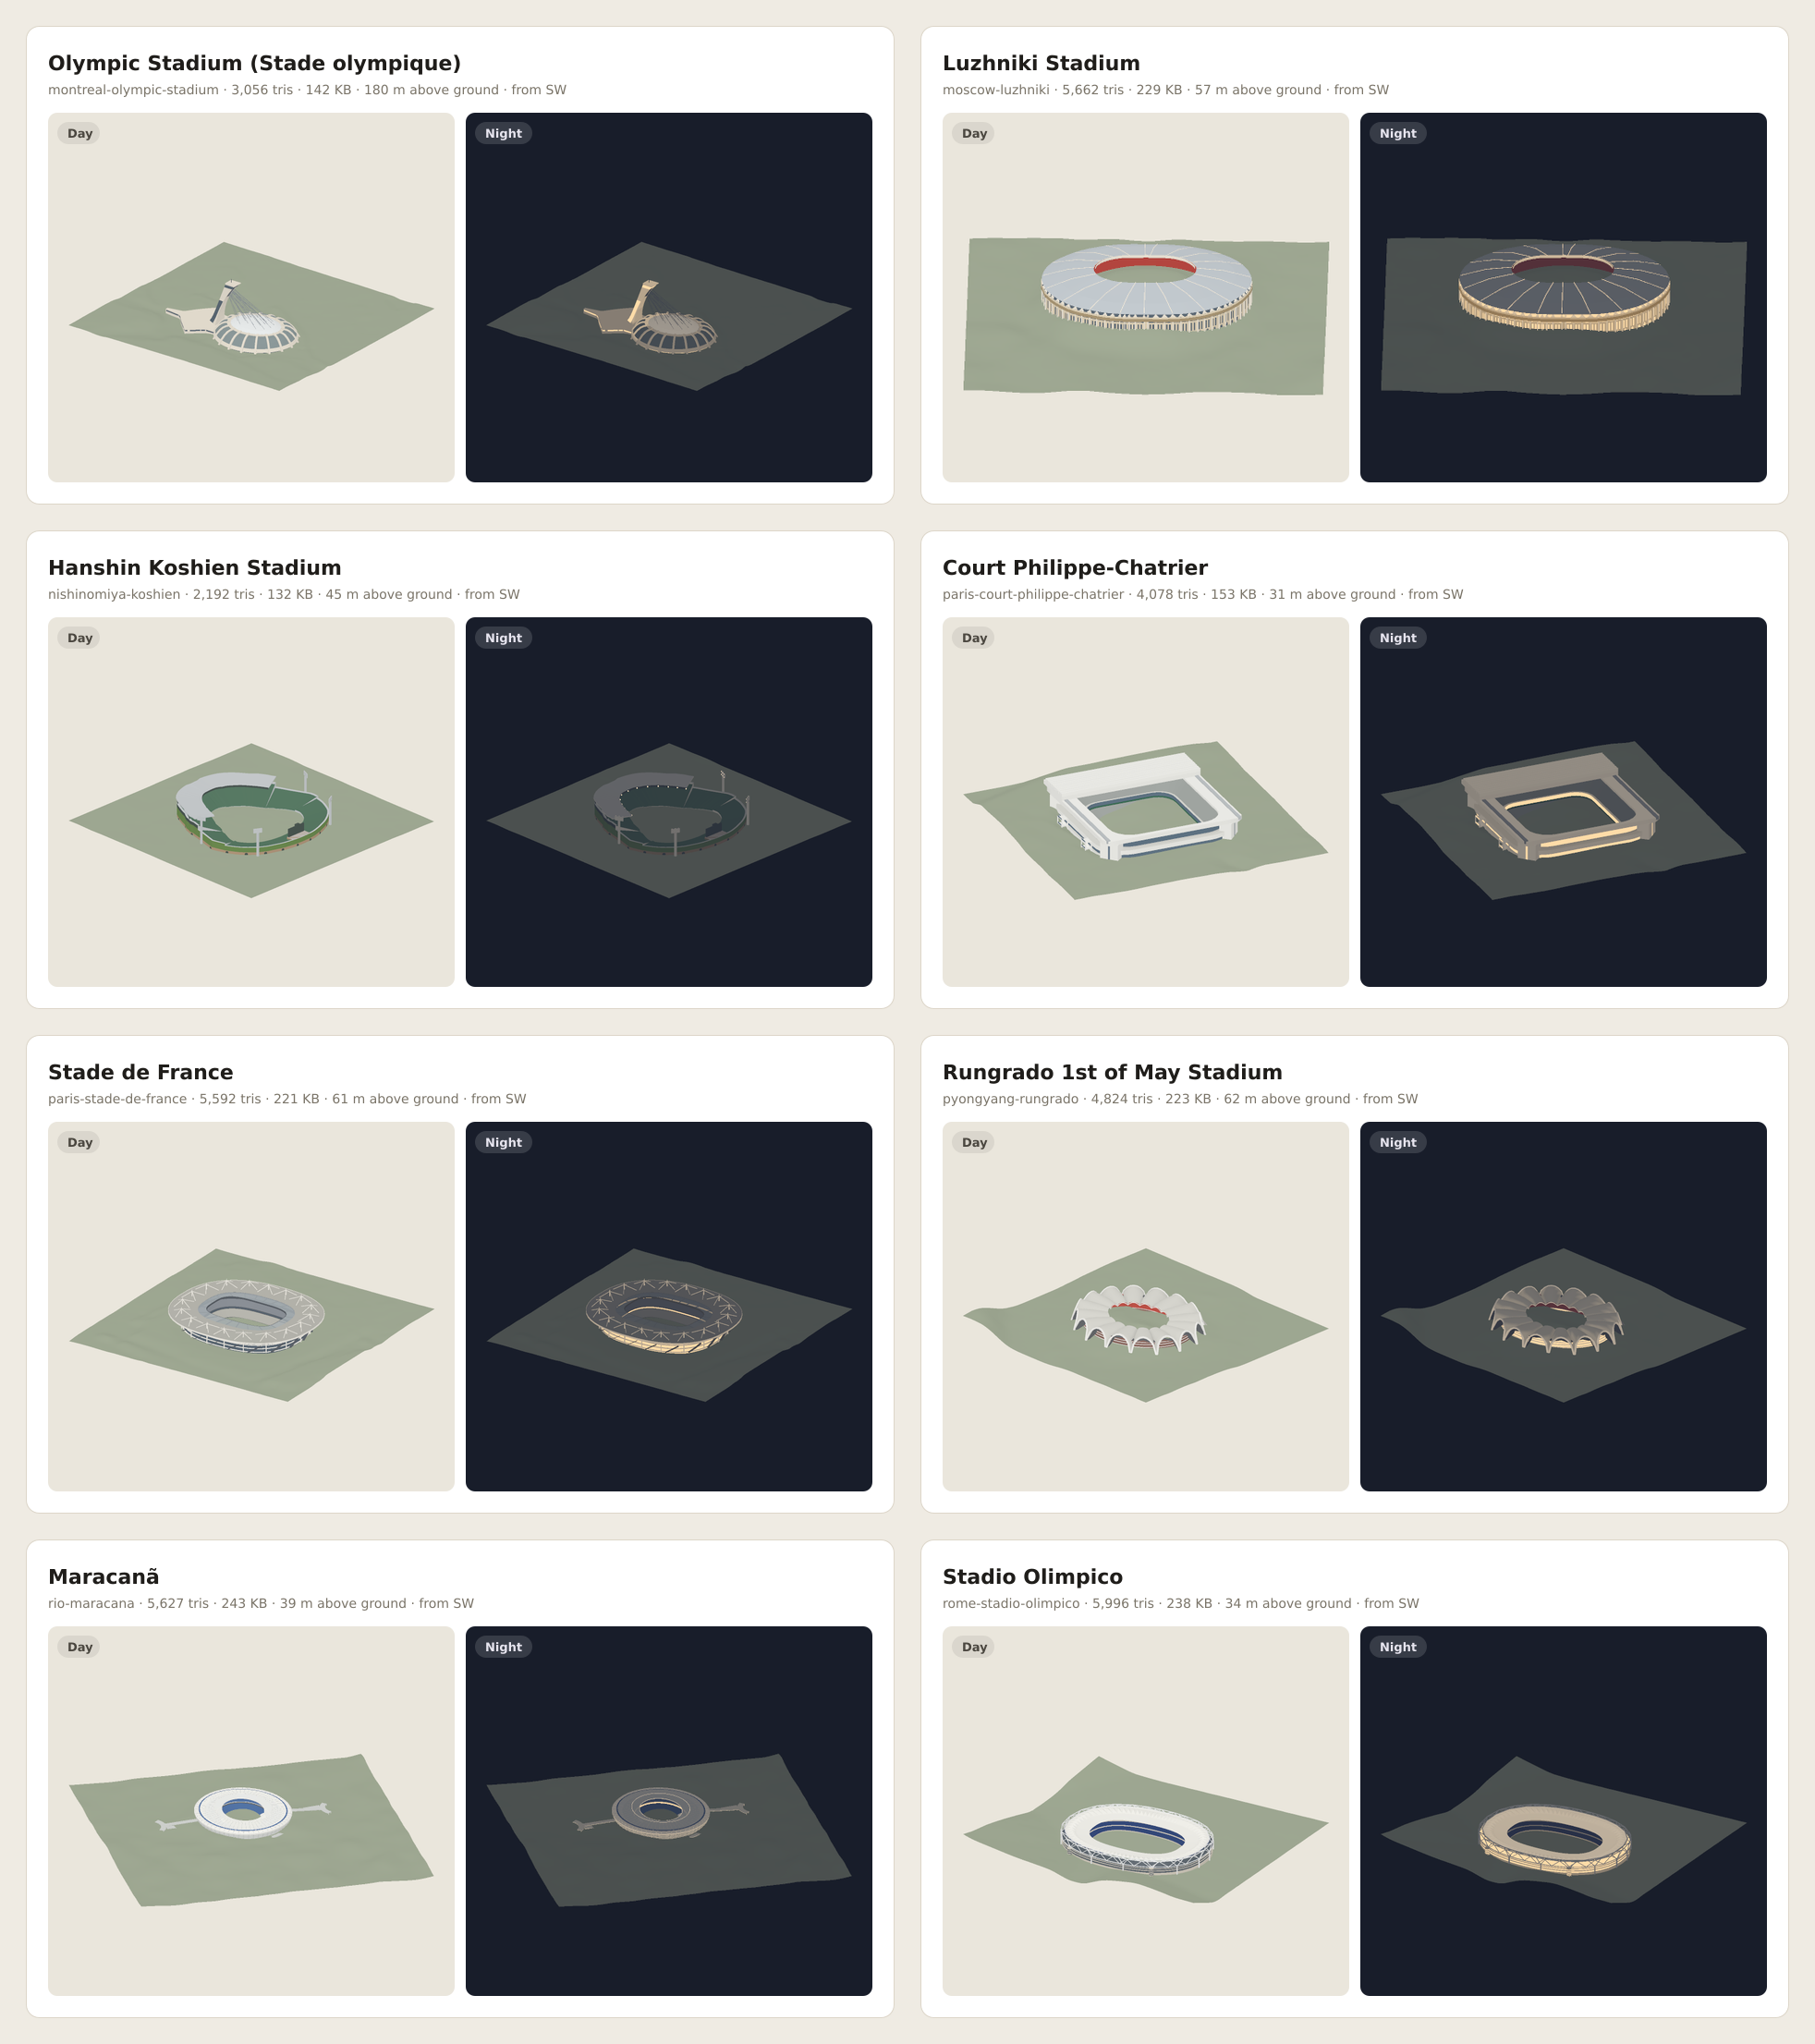 Olympic Stadium (Stade olympique)
montreal-olympic-stadium · 3,056 tris · 142 KB · 180 m above ground · from SW
Day
Night
Luzhniki Stadium
moscow-luzhniki · 5,662 tris · 229 KB · 57 m above ground · from SW
Day
Night
Hanshin Koshien Stadium
nishinomiya-koshien · 2,192 tris · 132 KB · 45 m above ground · from SW
Day
Night
Court Philippe-Chatrier
paris-court-philippe-chatrier · 4,078 tris · 153 KB · 31 m above ground · from SW
Day
Night
Stade de France
paris-stade-de-france · 5,592 tris · 221 KB · 61 m above ground · from SW
Day
Night
Rungrado 1st of May Stadium
pyongyang-rungrado · 4,824 tris · 223 KB · 62 m above ground · from SW
Day
Night
Maracanã
rio-maracana · 5,627 tris · 243 KB · 39 m above ground · from SW
Day
Night
Stadio Olimpico
rome-stadio-olimpico · 5,996 tris · 238 KB · 34 m above ground · from SW
Day
Night